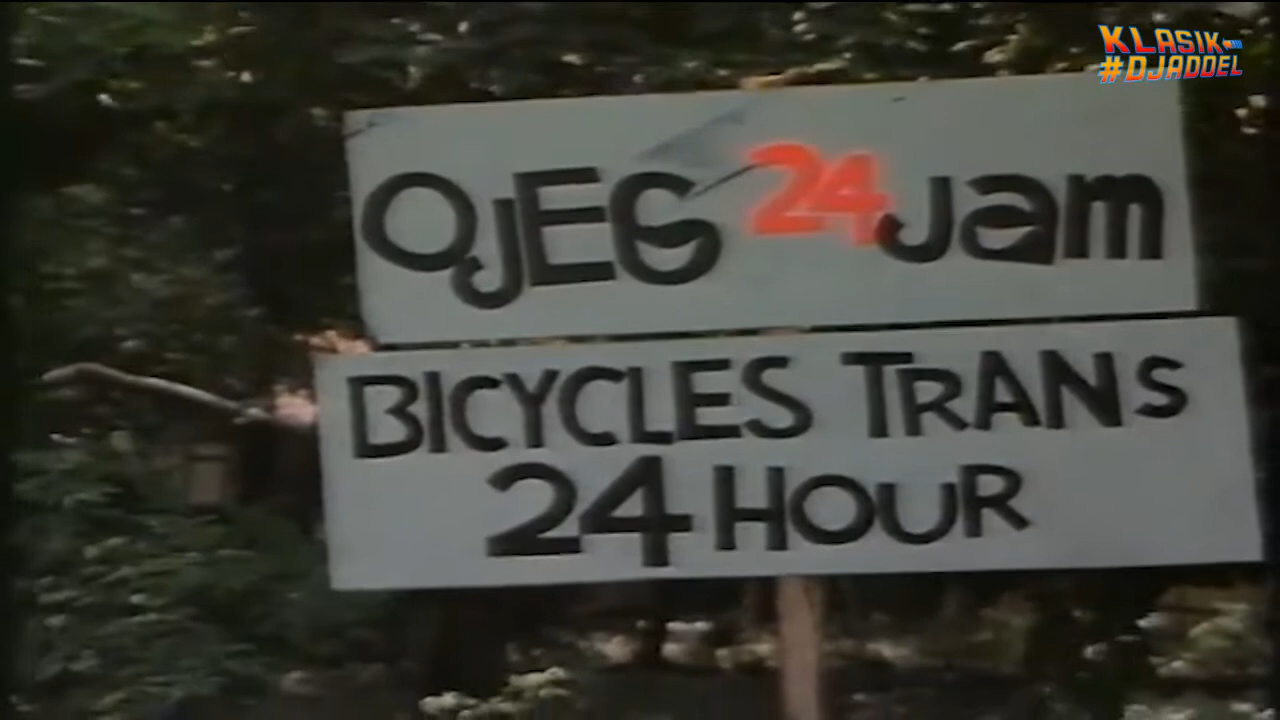 KLASIK
#DJADOEL
OJEG 24 Jam
BICYCLES TRANS
24 HOUR